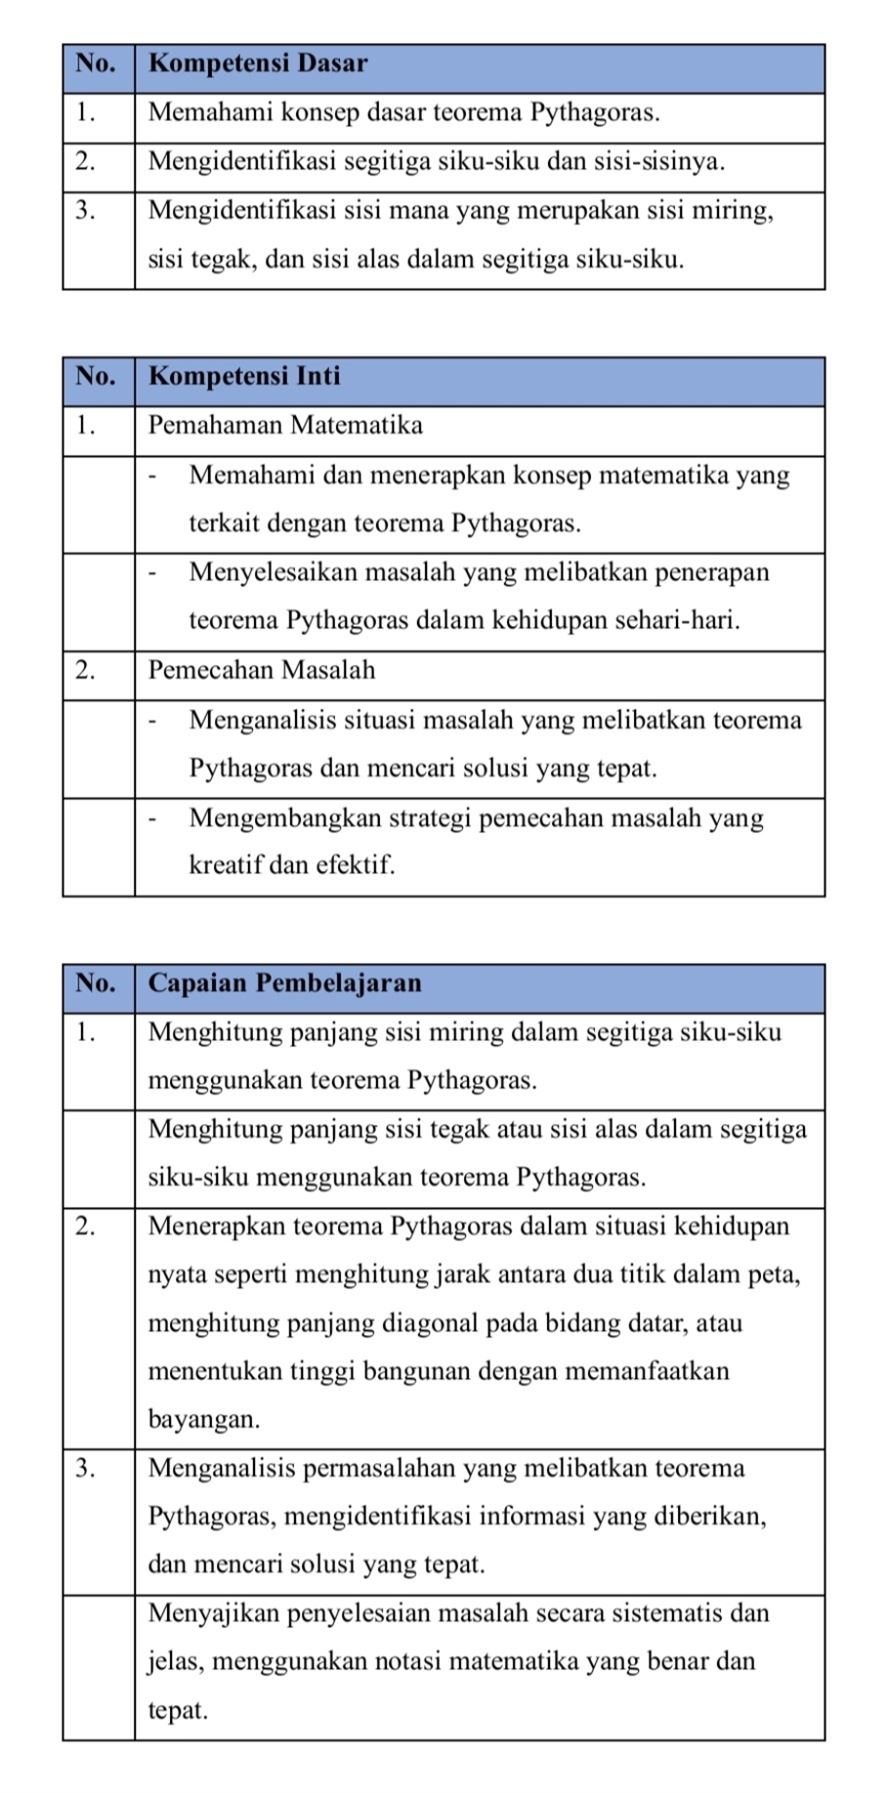 No. Kompetensi Dasar
1. Memahami konsep dasar teorema Pythagoras.
2. Mengidentifikasi segitiga siku-siku dan sisi-sisinya.
3. Mengidentifikasi sisi mana yang merupakan sisi miring,
sisi tegak, dan sisi alas dalam segitiga siku-siku.
No. Kompetensi Inti
1. Pemahaman Matematika
- Memahami dan menerapkan konsep matematika yang
terkait dengan teorema Pythagoras.
- Menyelesaikan masalah yang melibatkan penerapan
teorema Pythagoras dalam kehidupan sehari-hari.
2. Pemecahan Masalah
- Menganalisis situasi masalah yang melibatkan teorema
Pythagoras dan mencari solusi yang tepat.
- Mengembangkan strategi pemecahan masalah yang
kreatif dan efektif.
No. Capaian Pembelajaran
1. Menghitung panjang sisi miring dalam segitiga siku-siku
menggunakan teorema Pythagoras.
Menghitung panjang sisi tegak atau sisi alas dalam segitiga
siku-siku menggunakan teorema Pythagoras.
2. Menerapkan teorema Pythagoras dalam situasi kehidupan
nyata seperti menghitung jarak antara dua titik dalam peta,
menghitung panjang diagonal pada bidang datar, atau
menentukan tinggi bangunan dengan memanfaatkan
bayangan.
3. Menganalisis permasalahan yang melibatkan teorema
Pythagoras, mengidentifikasi informasi yang diberikan,
dan mencari solusi yang tepat.
Menyajikan penyelesaian masalah secara sistematis dan
jelas, menggunakan notasi matematika yang benar dan
tepat.